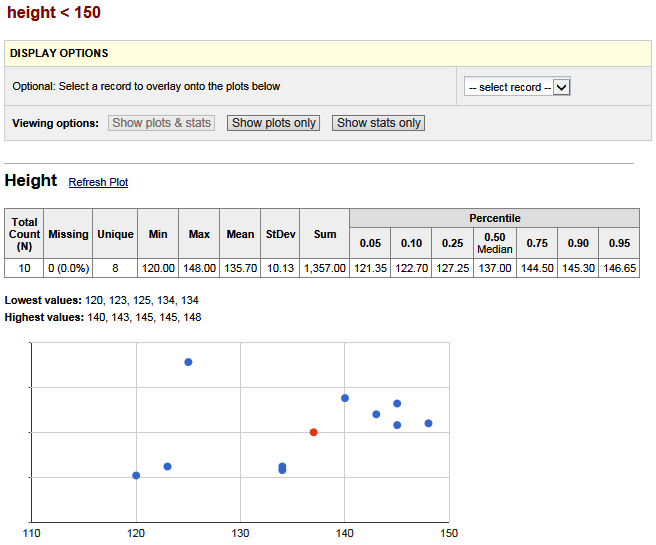 height < 150
DISPLAY OPTIONS
Optional: Select a record to overlay onto the plots below
-- select record --
Viewing options: Show plots & stats Show plots only Show stats only
Height Refresh Plot
Total Count (N) Missing Unique Min Max Mean StDev Sum Percentile
0.05 0.10 0.25 0.50 Median 0.75 0.90 0.95
10 0 (0.0%) 8 120.00 148.00 135.70 10.13 1,357.00 121.35 122.70 127.25 137.00 144.50 145.30 146.65
Lowest values: 120, 123, 125, 134, 134
Highest values: 140, 143, 145, 145, 148
110 120 130 140 150